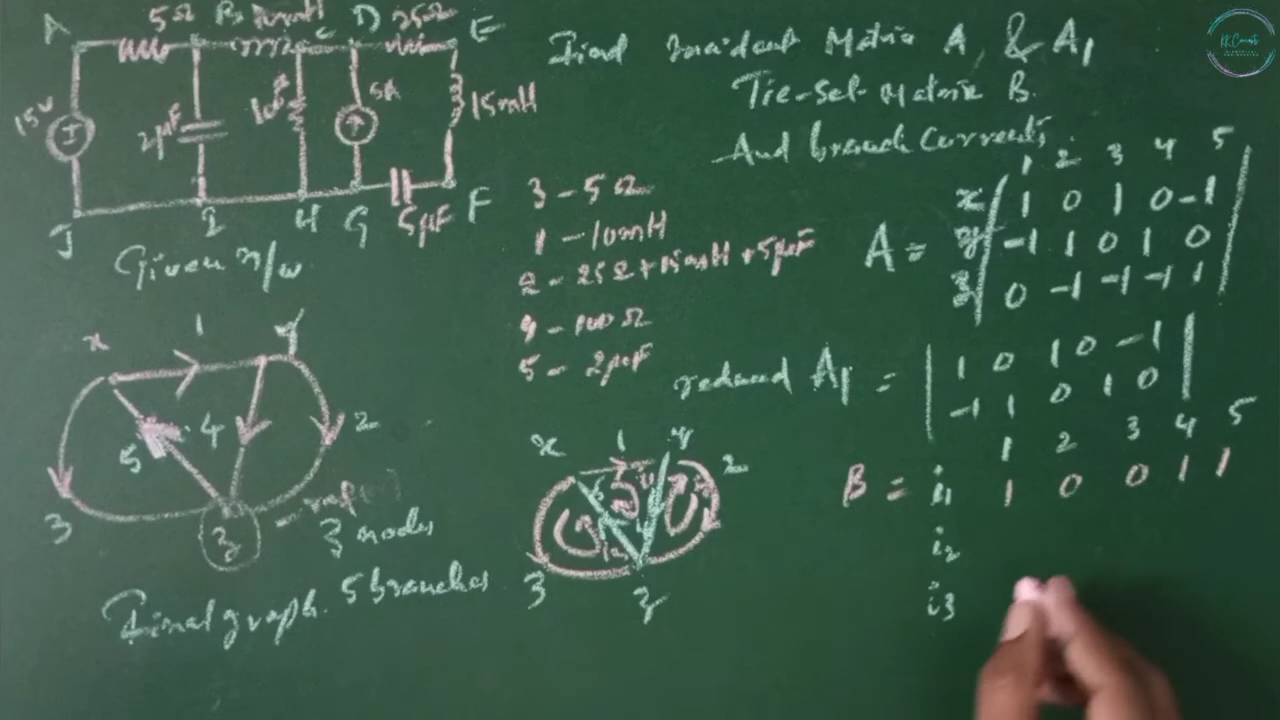 A 5Ω B 10mH C D 25Ω E
15V
2μF
100Ω
5A
15mH
J I H G 5μF F
Given n/w
Find Incident Matrix A & A1
Tie-set Matrix B.
And branch Currents.
3 - 5Ω
1 - 10mH
2 - 25Ω + 15mH + 5μF
4 - 100Ω
5 - 2μF
1 2 3 4 5
A = x 1 0 1 0 -1
y -1 1 0 1 0
z 0 -1 -1 -1 1
reduced A1 = 1 0 1 0 -1
-1 1 0 1 0
x 1 y
5 4 2
3 z
3 nodes
Final graph. 5 branches
x 1 y
2
3 z
1 2 3 4 5
B = i1 1 0 0 1 1
i2
i3